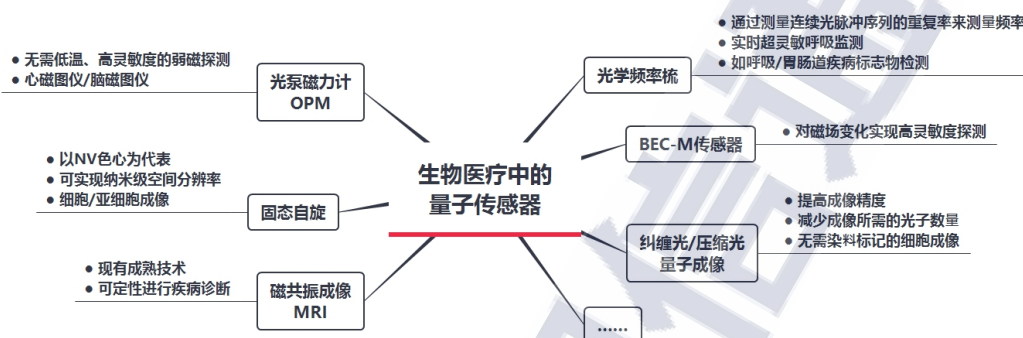 生物医疗中的
量子传感器
光泵磁力计
OPM
无需低温、高灵敏度的弱磁探测
心磁图仪/脑磁图仪
固态自旋
以NV色心为代表
可实现纳米级空间分辨率
细胞/亚细胞成像
磁共振成像
MRI
现有成熟技术
可定性进行疾病诊断
光学频率梳
通过测量连续光脉冲序列的重复率来测量频率
实时超灵敏呼吸监测
如呼吸/胃肠道疾病标志物检测
BEC-M传感器
对磁场变化实现高灵敏度探测
纠缠光/压缩光
量子成像
提高成像精度
减少成像所需的光子数量
无需染料标记的细胞成像
……